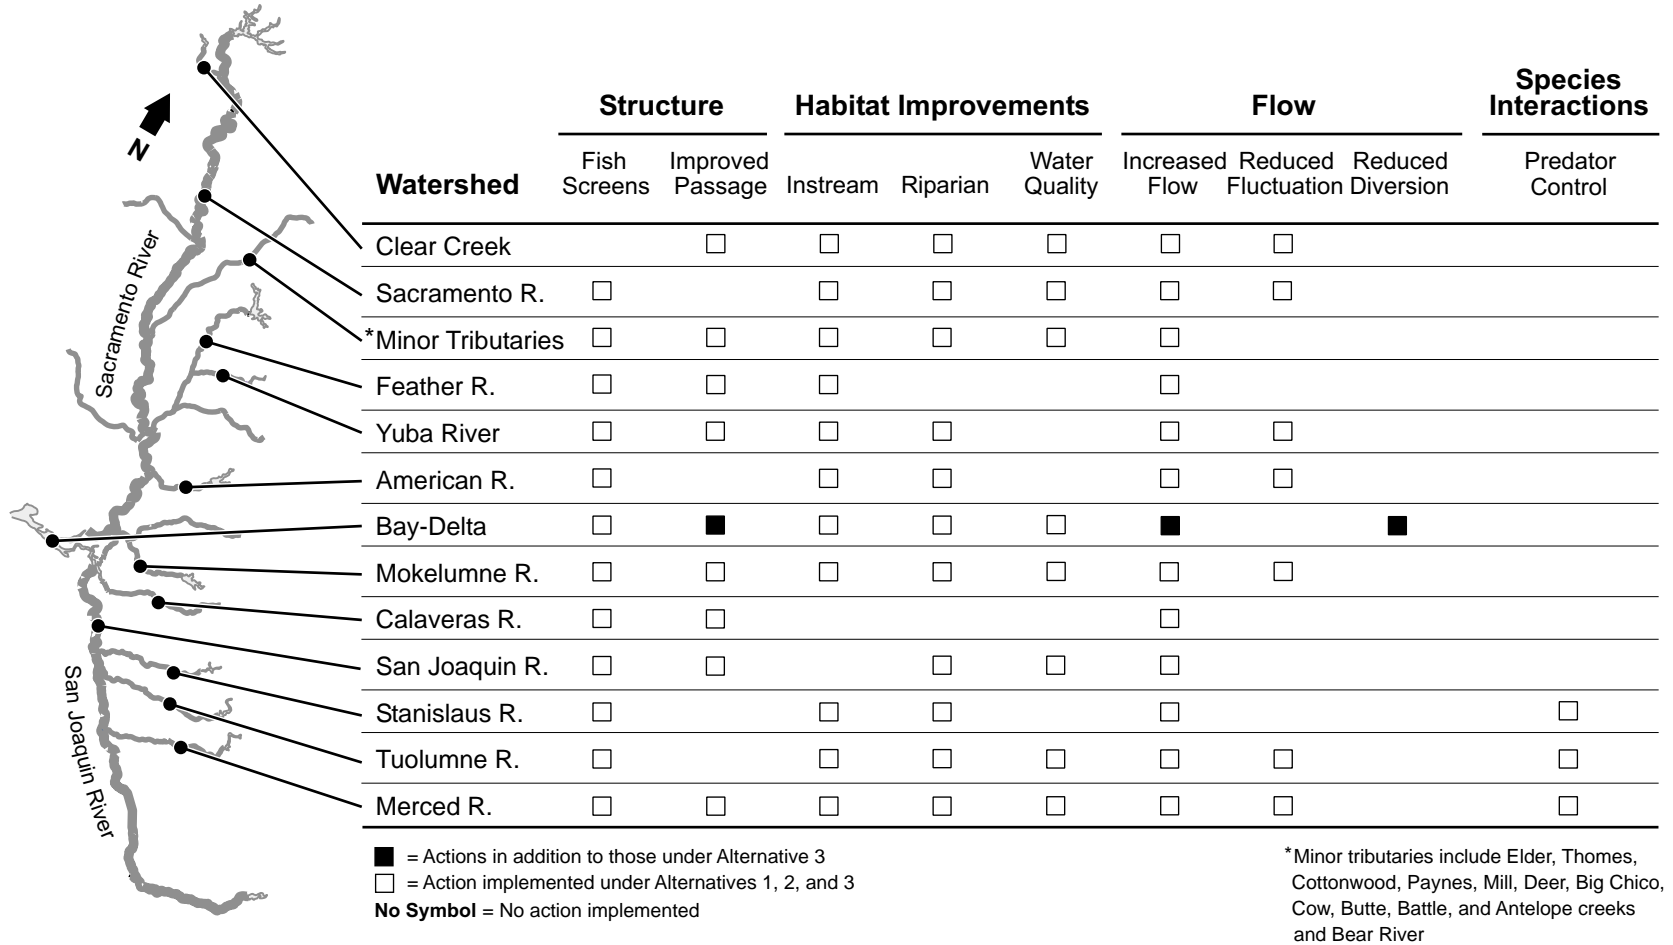 Structure
Habitat Improvements
Flow
Species
Interactions
Watershed
Fish
Screens
Improved
Passage
Instream
Riparian
Water
Quality
Increased
Flow
Reduced
Fluctuation
Reduced
Diversion
Predator
Control
N
Sacramento River
San Joaquin River
Clear Creek
Sacramento R.
*Minor Tributaries
Feather R.
Yuba River
American R.
Bay-Delta
Mokelumne R.
Calaveras R.
San Joaquin R.
Stanislaus R.
Tuolumne R.
Merced R.
= Actions in addition to those under Alternative 3
= Action implemented under Alternatives 1, 2, and 3
No Symbol = No action implemented
*Minor tributaries include Elder, Thomes,
Cottonwood, Paynes, Mill, Deer, Big Chico,
Cow, Butte, Battle, and Antelope creeks
and Bear River